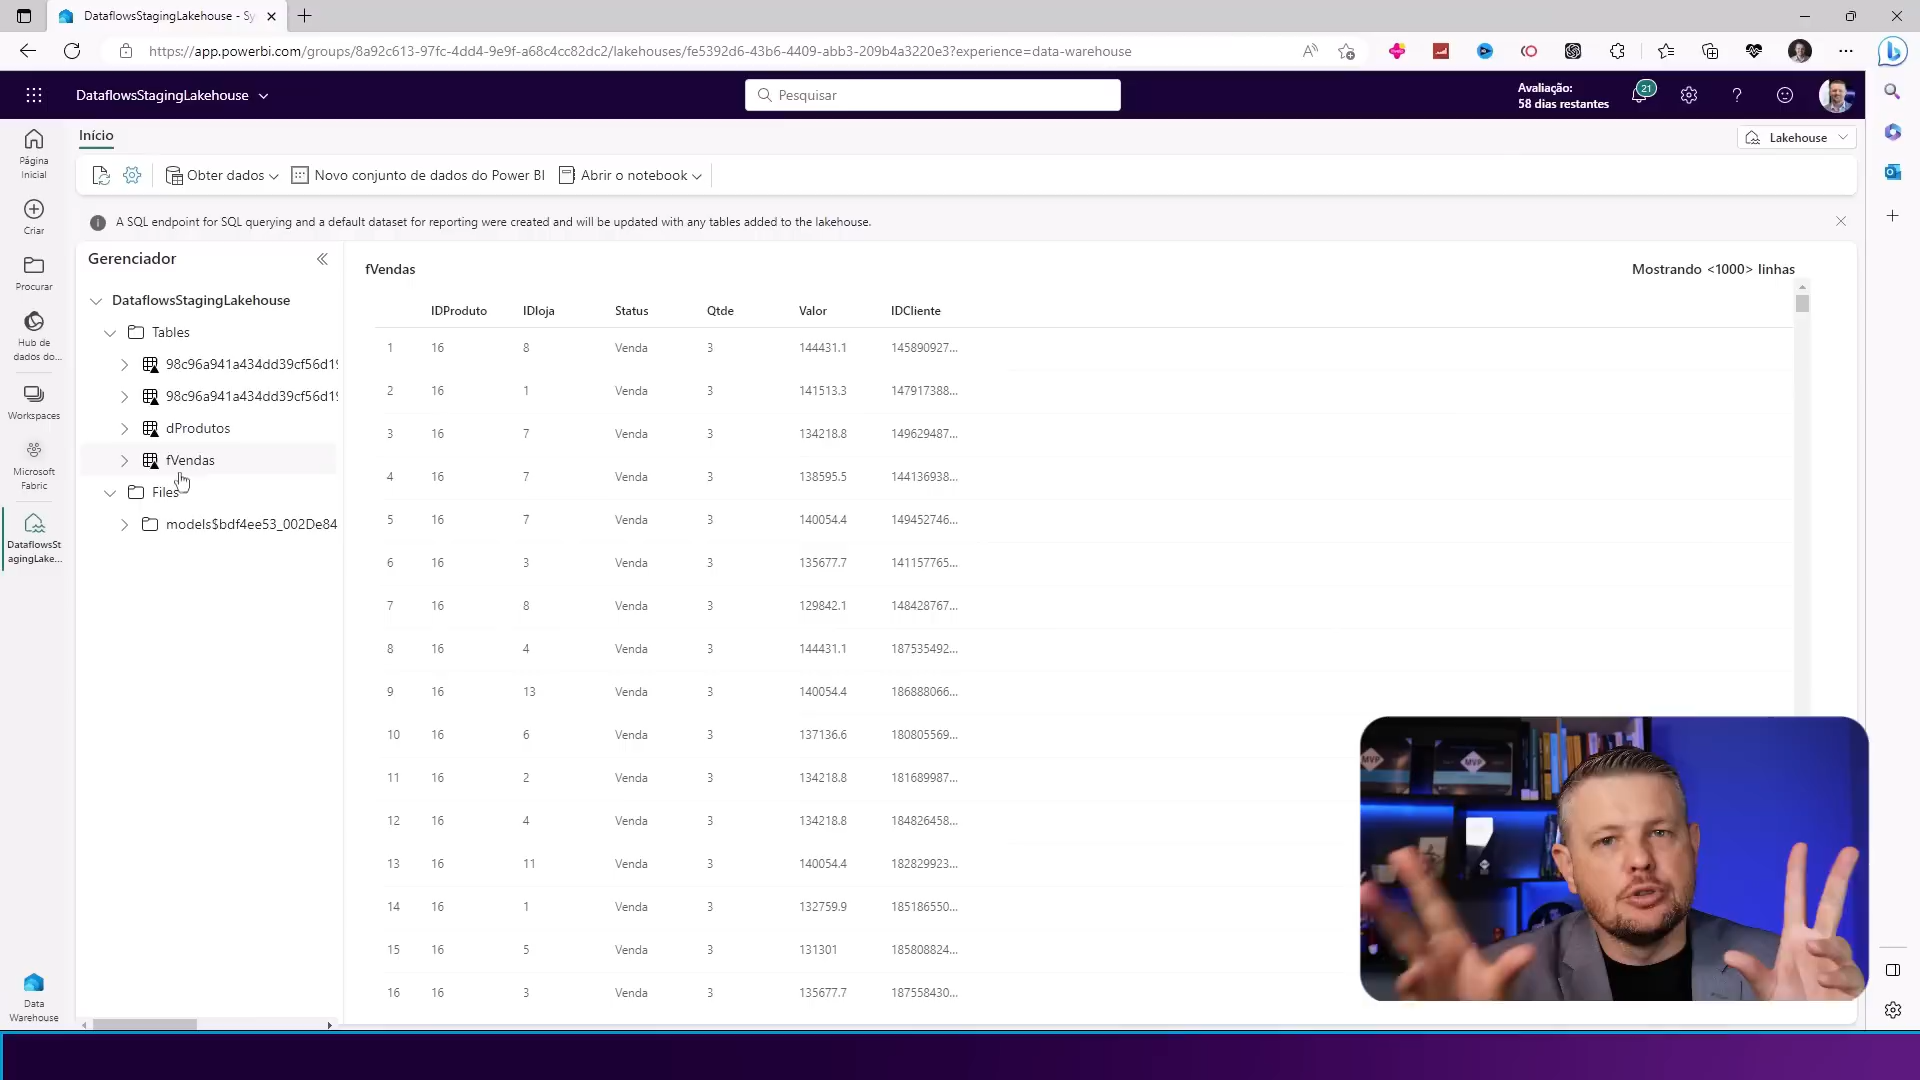 DataflowsStagingLakehouse - Sy
https://app.powerbi.com/groups/8a92c613-97fc-4dd4-9e9f-a68c4cc82dc2/lakehouses/fe5392d6-43b6-4409-abb3-209b4a3220e3?experience=data-warehouse
DataflowsStagingLakehouse
Pesquisar
Avaliação:
58 dias restantes
21
Início
Lakehouse
Obter dados
Novo conjunto de dados do Power BI
Abrir o notebook
A SQL endpoint for SQL querying and a default dataset for reporting were created and will be updated with any tables added to the lakehouse.
Página
Inicial
Criar
Procurar
Hub de
dados do...
Workspaces
Microsoft
Fabric
DataflowsSt
agingLake...
Data
Warehouse
Gerenciador
DataflowsStagingLakehouse
Tables
98c96a941a434dd39cf56d19
98c96a941a434dd39cf56d19
dProdutos
fVendas
Files
models$bdf4ee53_002De84
fVendas
Mostrando <1000> linhas
IDProduto IDloja Status Qtde Valor IDCliente
1 16 8 Venda 3 144431.1 145890927...
2 16 1 Venda 3 141513.3 147917388...
3 16 7 Venda 3 134218.8 149629487...
4 16 7 Venda 3 138595.5 144136938...
5 16 7 Venda 3 140054.4 149452746...
6 16 3 Venda 3 135677.7 141157765...
7 16 8 Venda 3 129842.1 148428767...
8 16 4 Venda 3 144431.1 187535492...
9 16 13 Venda 3 140054.4 186888066...
10 16 6 Venda 3 137136.6 180805569...
11 16 2 Venda 3 134218.8 181689987...
12 16 4 Venda 3 134218.8 184826458...
13 16 11 Venda 3 140054.4 182829923...
14 16 1 Venda 3 132759.9 185186550...
15 16 5 Venda 3 131301 185808824...
16 16 3 Venda 3 135677.7 187558430...
MVP
MVP